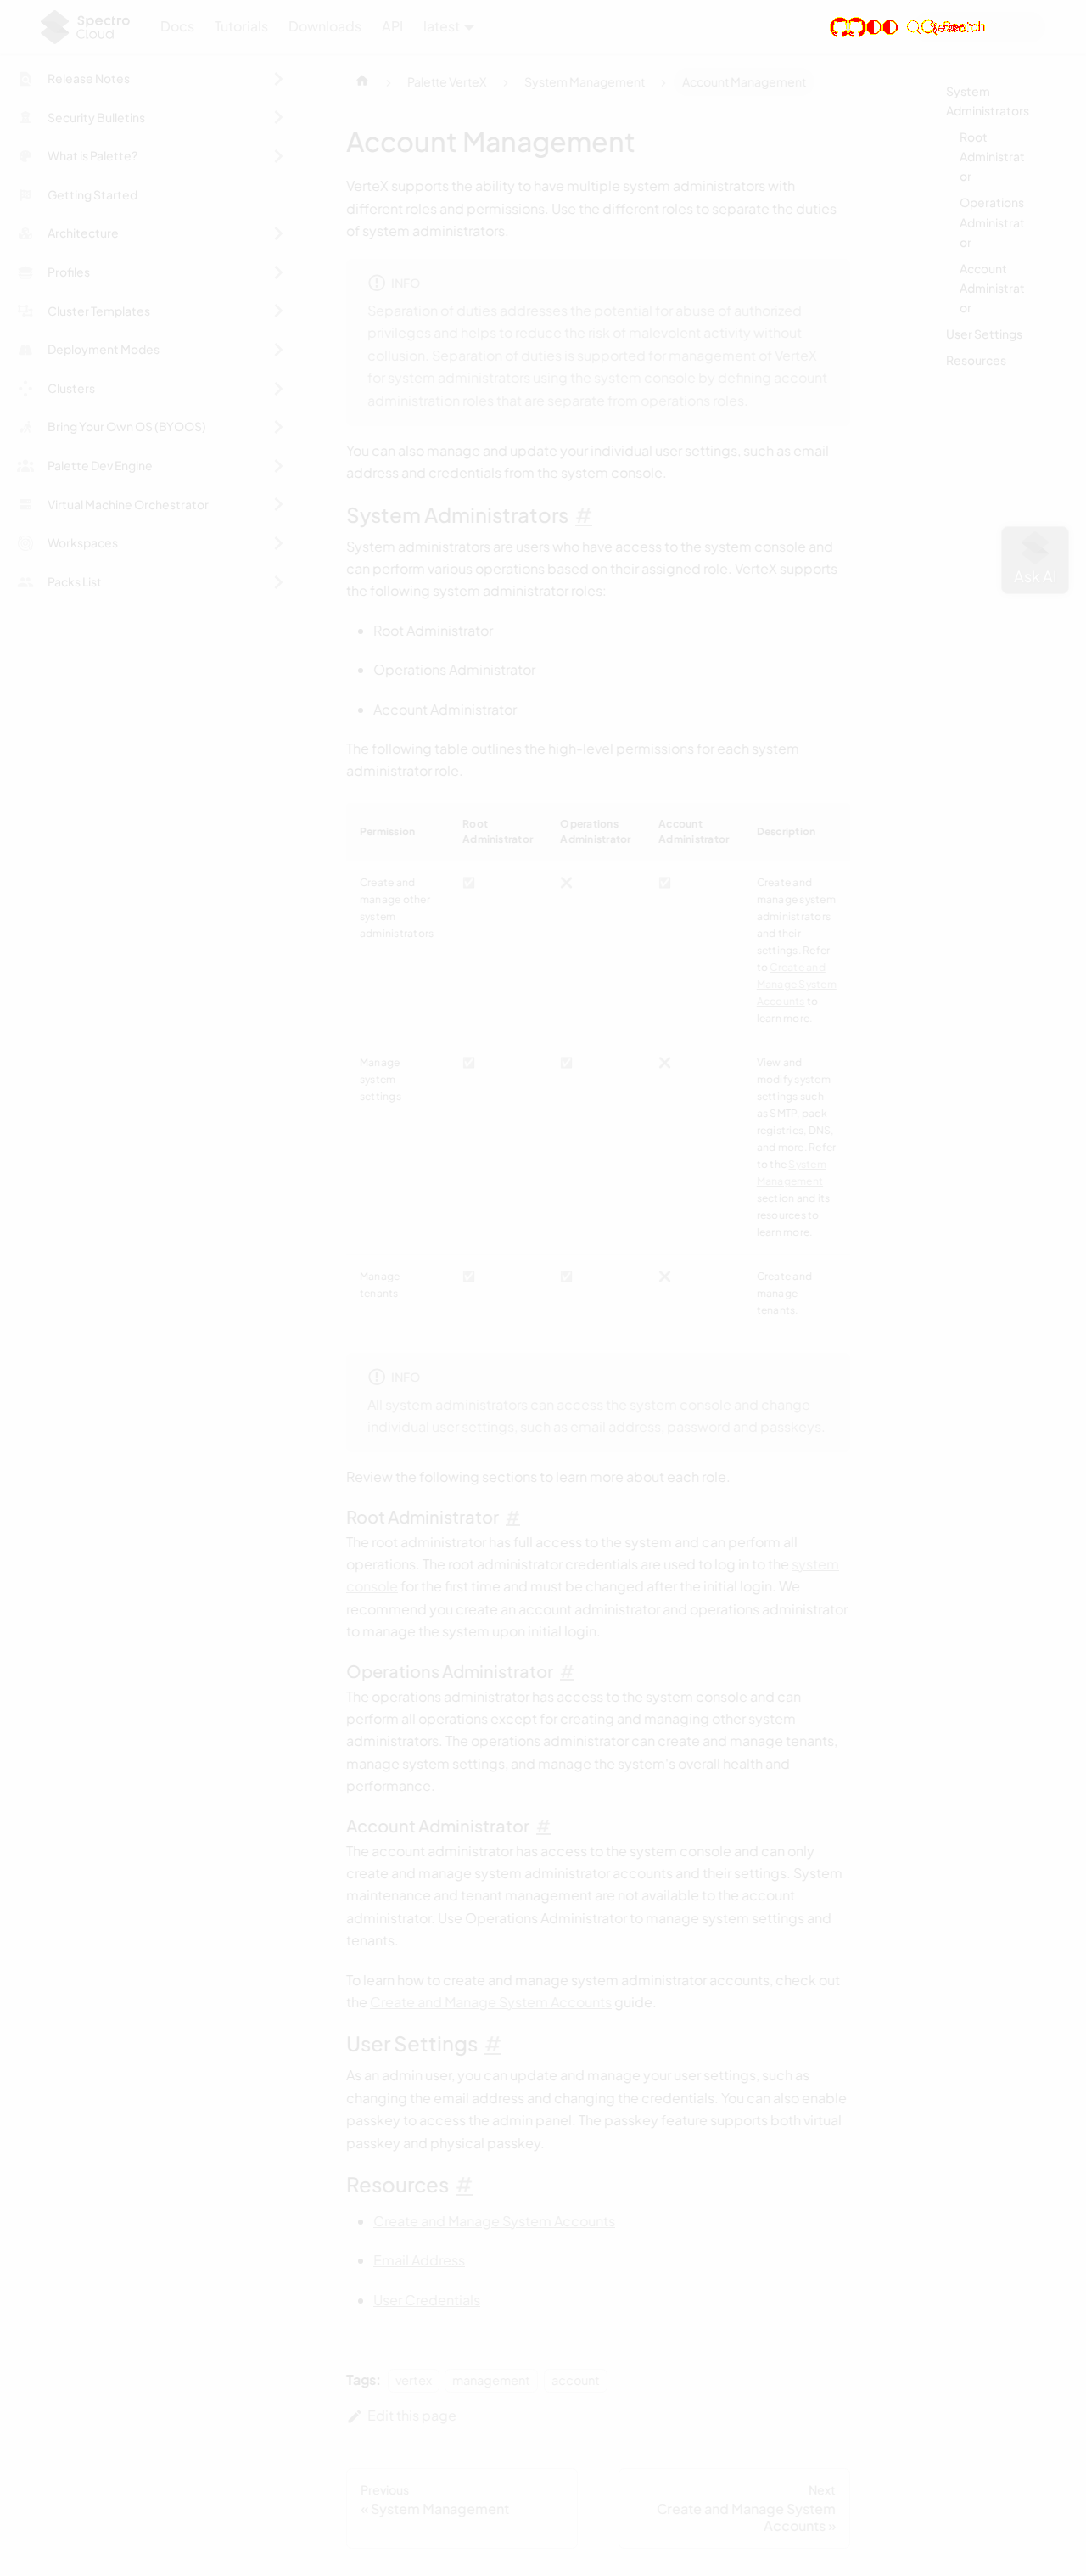 Spectro
Cloud
Docs Tutorials Downloads API latest
Release Notes
Security Bulletins
What is Palette?
Getting Started
Architecture
Profiles
Cluster Templates
Deployment Modes
Clusters
Bring Your Own OS (BYOOS)
Palette Dev Engine
Virtual Machine Orchestrator
Workspaces
Packs List
Palette VerteX
System Management
Account Management
Account Management
VerteX supports the ability to have multiple system administrators with
different roles and permissions. Use the different roles to separate the duties
of system administrators.
INFO
Separation of duties addresses the potential for abuse of authorized
privileges and helps to reduce the risk of malevolent activity without
collusion. Separation of duties is supported for management of VerteX
for system administrators using the system console by defining account
administration roles that are separate from operations roles.
You can also manage and update your individual user settings, such as email
address and credentials from the system console.
System Administrators #
System administrators are users who have access to the system console and
can perform various operations based on their assigned role. VerteX supports
the following system administrator roles:
Root Administrator
Operations Administrator
Account Administrator
The following table outlines the high-level permissions for each system
administrator role.
Permission
Root
Administrator
Operations
Administrator
Account
Administrator
Description
Create and
manage other
system
administrators
✅
❌
✅
Create and
manage system
administrators
and their
settings. Refer
to Create and
Manage System
Accounts to
learn more.
Manage
system
settings
✅
✅
❌
View and
modify system
settings such
as SMTP, pack
registries, DNS,
and more. Refer
to the System
Management
section and its
resources to
learn more.
Manage
tenants
✅
✅
❌
Create and
manage
tenants.
INFO
All system administrators can access the system console and change
individual user settings, such as email address, password and passkeys.
Review the following sections to learn more about each role.
Root Administrator #
The root administrator has full access to the system and can perform all
operations. The root administrator credentials are used to log in to the system
console for the first time and must be changed after the initial login. We
recommend you create an account administrator and operations administrator
to manage the system upon initial login.
Operations Administrator #
The operations administrator has access to the system console and can
perform all operations except for creating and managing other system
administrators. The operations administrator can create and manage tenants,
manage system settings, and manage the system's overall health and
performance.
Account Administrator #
The account administrator has access to the system console and can only
create and manage system administrator accounts and their settings. System
maintenance and tenant management are not available to the account
administrator. Use Operations Administrator to manage system settings and
tenants.
To learn how to create and manage system administrator accounts, check out
the Create and Manage System Accounts guide.
User Settings #
As an admin user, you can update and manage your user settings, such as
changing the email address and changing the credentials. You can also enable
passkey to access the admin panel. The passkey feature supports both virtual
passkey and physical passkey.
Resources #
Create and Manage System Accounts
Email Address
User Credentials
Tags: vertex management account
Edit this page
Previous
« System Management
Next
Create and Manage System
Accounts »
System
Administrators
Root
Administrat
or
Operations
Administrat
or
Account
Administrat
or
User Settings
Resources
Ask AI